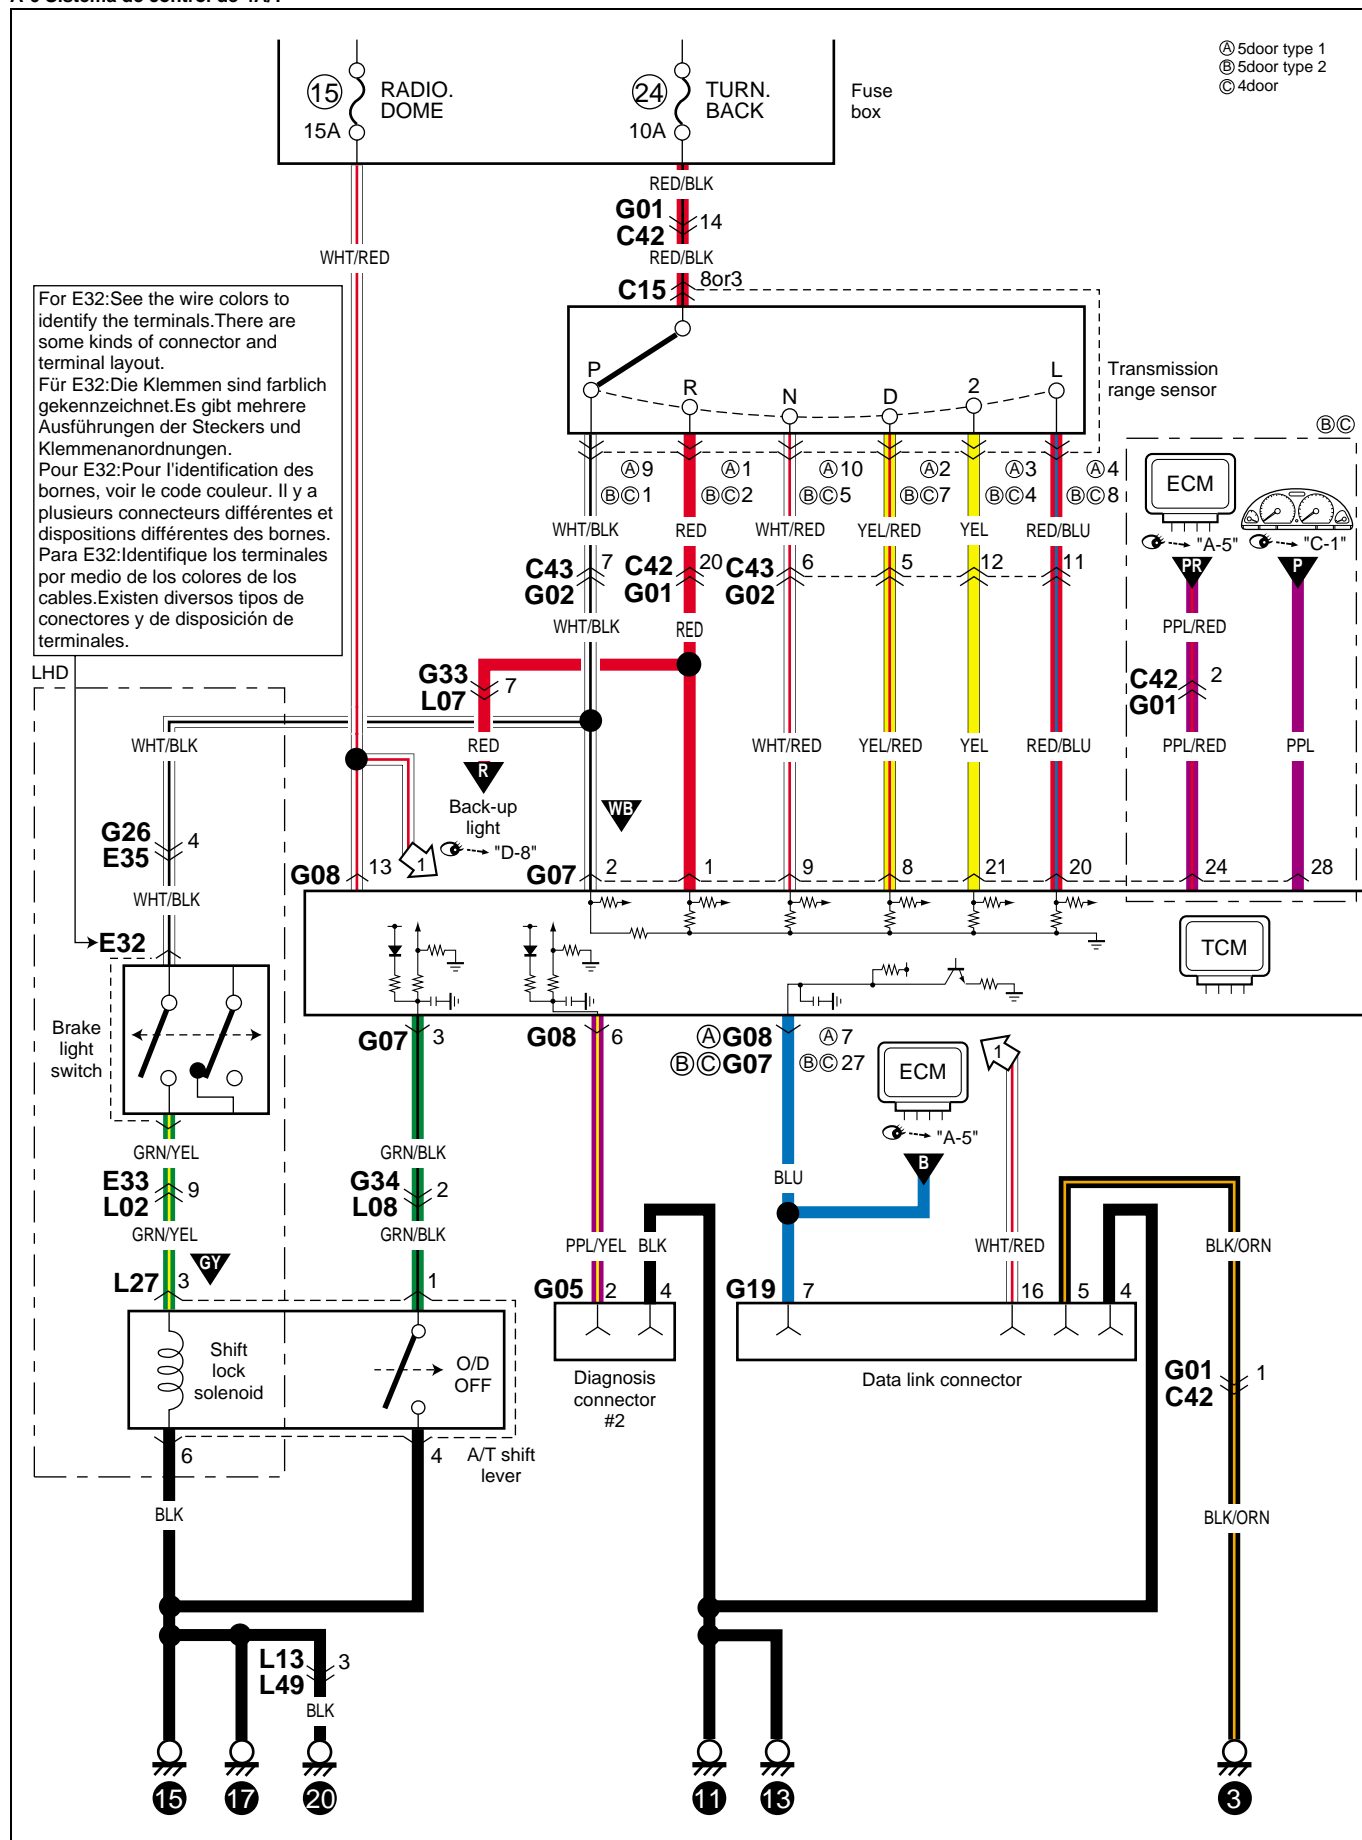 15
RADIO.
DOME
15A
24
TURN.
BACK
10A
Fuse
box
Ⓐ 5door type 1
Ⓑ 5door type 2
Ⓒ 4door
RED/BLK
G01
C42
14
WHT/RED
RED/BLK
C15
8or3
For E32:See the wire colors to
identify the terminals.There are
some kinds of connector and
terminal layout.
Für E32:Die Klemmen sind farblich
gekennzeichnet.Es gibt mehrere
Ausführungen der Steckers und
Klemmenanordnungen.
Pour E32:Pour l'identification des
bornes, voir le code couleur. Il y a
plusieurs connecteurs différentes et
dispositions différentes des bornes.
Para E32:Identifique los terminales
por medio de los colores de los
cables.Existen diversos tipos de
conectores y de disposición de
terminales.
P
R
N
D
2
L
Transmission
range sensor
Ⓐ9 Ⓐ1 Ⓐ10 Ⓐ2 Ⓐ3 Ⓐ4
ⒷⒸ1 ⒷⒸ2 ⒷⒸ5 ⒷⒸ7 ⒷⒸ4 ⒷⒸ8
ⒷⒸ
ECM
"A-5"
"C-1"
PR
P
WHT/BLK RED WHT/RED YEL/RED YEL RED/BLU
C43
G02
7
C42
G01
20
C43
G02
6
5
12
11
WHT/BLK RED
PPL/RED
C42
G01
2
LHD
G33
L07
7
WHT/BLK RED WHT/RED YEL/RED YEL RED/BLU PPL/RED PPL
R
Back-up
light
"D-8"
WB
G26
E35
4
1
G08 13
G07 2 1 9 8 21 20 24 28
WHT/BLK
E32
TCM
Brake
light
switch
G07 3
G08 6
Ⓐ G08 Ⓐ7
ⒷⒸ G07 ⒷⒸ27
1
ECM
"A-5"
B
GRN/YEL GRN/BLK BLU
E33
L02
9
G34
L08
2
GRN/YEL GRN/BLK PPL/YEL BLK WHT/RED BLK/ORN
GY
L27 3 1
G05 2 4
G19 7 16 5 4
Shift
lock
solenoid
O/D
OFF
Diagnosis
connector
#2
Data link connector
G01
C42
1
6
4
A/T shift
lever
BLK
BLK/ORN
L13
L49
3
BLK
15
17
20
11
13
3